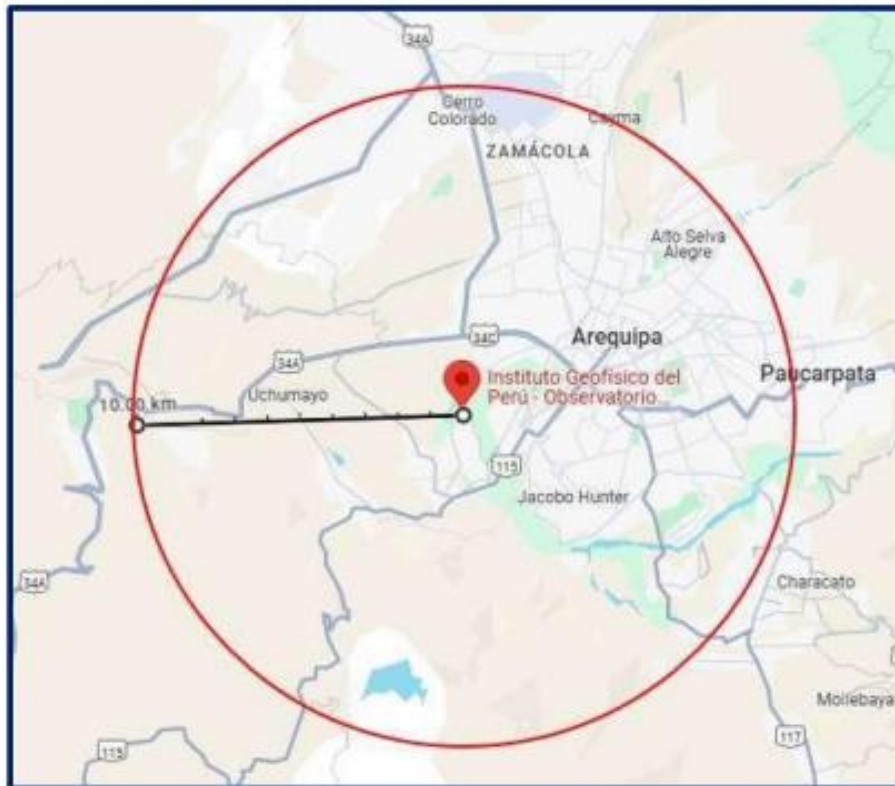 34A
Cerro
Colorado
Cayma
ZAMÁCOLA
Alto Selva
Alegre
34C
Arequipa
34A
Instituto Geofísico del
Perú - Observatorio...
Paucarpata
Uchumayo
10.00 km
115
Jacobo Hunter
34A
Characato
Mollebaya
117
115